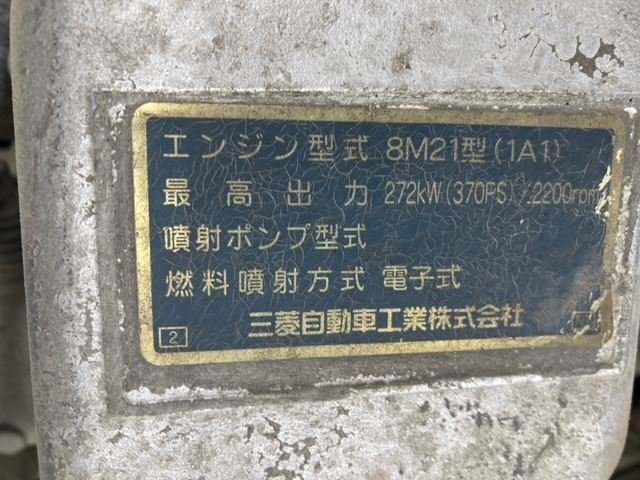 エンジン型式 8M21型(1A1)
最高出力 272kW(370PS)/2200rpm
噴射ポンプ型式
燃料噴射方式 電子式
三菱自動車工業株式会社
2